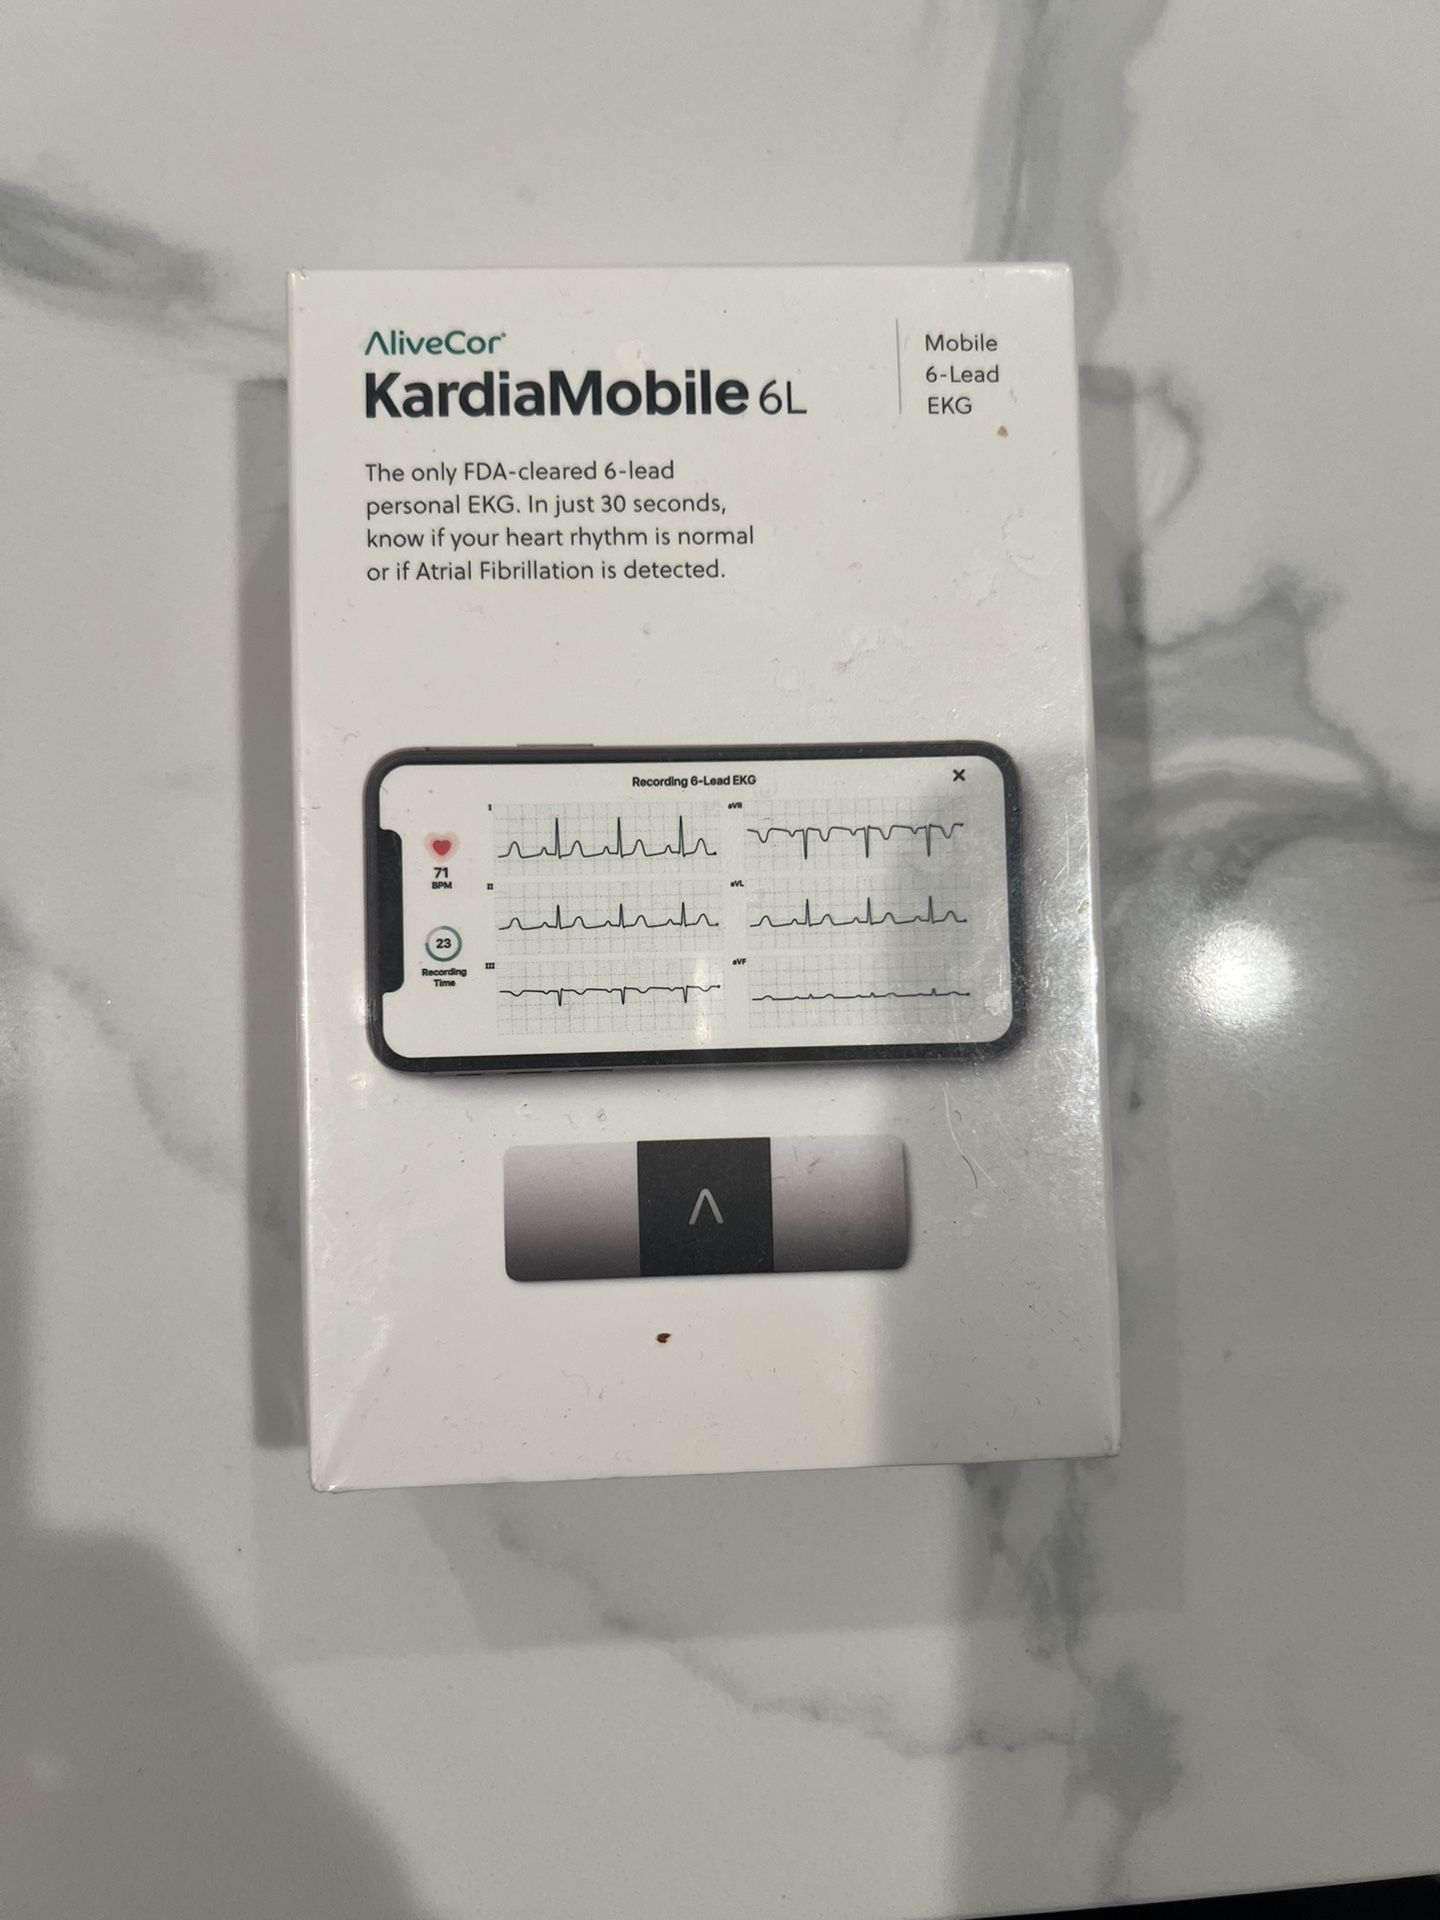 AliveCor
KardiaMobile 6L
Mobile
6-Lead
EKG
The only FDA-cleared 6-lead
personal EKG. In just 30 seconds,
know if your heart rhythm is normal
or if Atrial Fibrillation is detected.
Recording 6-Lead EKG
I
aVR
71
BPM
II
aVL
23
Recording
Time
III
aVF